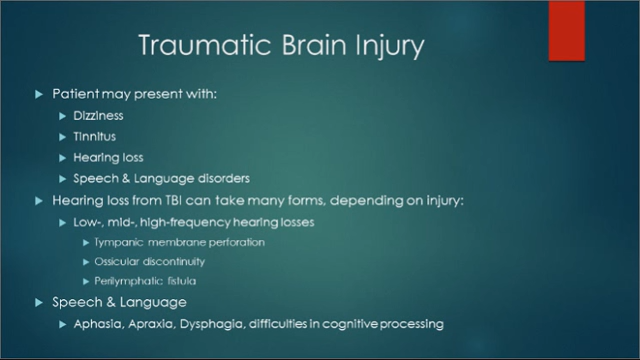 Traumatic Brain Injury
Patient may present with:
Dizziness
Tinnitus
Hearing loss
Speech & Language disorders
Hearing loss from TBI can take many forms, depending on injury:
Low-, mid-, high-frequency hearing losses
Tympanic membrane perforation
Ossicular discontinuity
Perilymphatic fistula
Speech & Language
Aphasia, Apraxia, Dysphagia, difficulties in cognitive processing